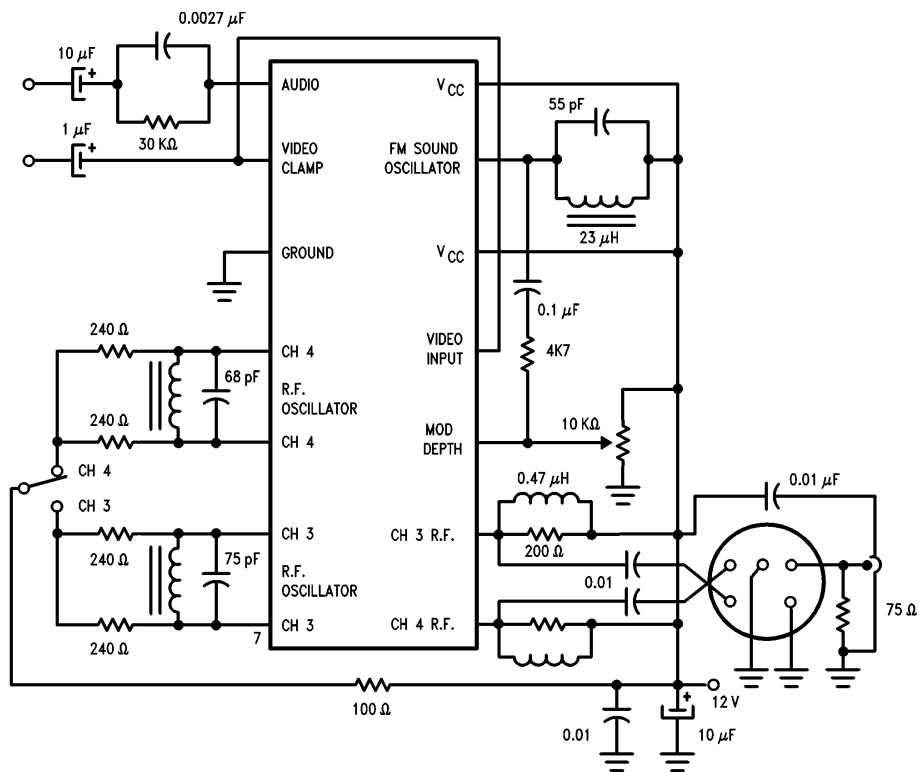 0.0027 µF
10 µF
+
AUDIO
V CC
55 pF
30 KΩ
1 µF
+
VIDEO
CLAMP
FM SOUND
OSCILLATOR
23 µH
GROUND
V CC
0.1 µF
240 Ω
CH 4
VIDEO
INPUT
4K7
68 pF
R.F.
OSCILLATOR
240 Ω
CH 4
MOD
DEPTH
10 KΩ
CH 4
CH 3
0.47 µH
0.01 µF
CH 3
CH 3 R.F.
200 Ω
240 Ω
75 pF
R.F.
OSCILLATOR
0.01
75 Ω
CH 3
CH 4 R.F.
7
240 Ω
100 Ω
12 V
+
0.01
10 µF